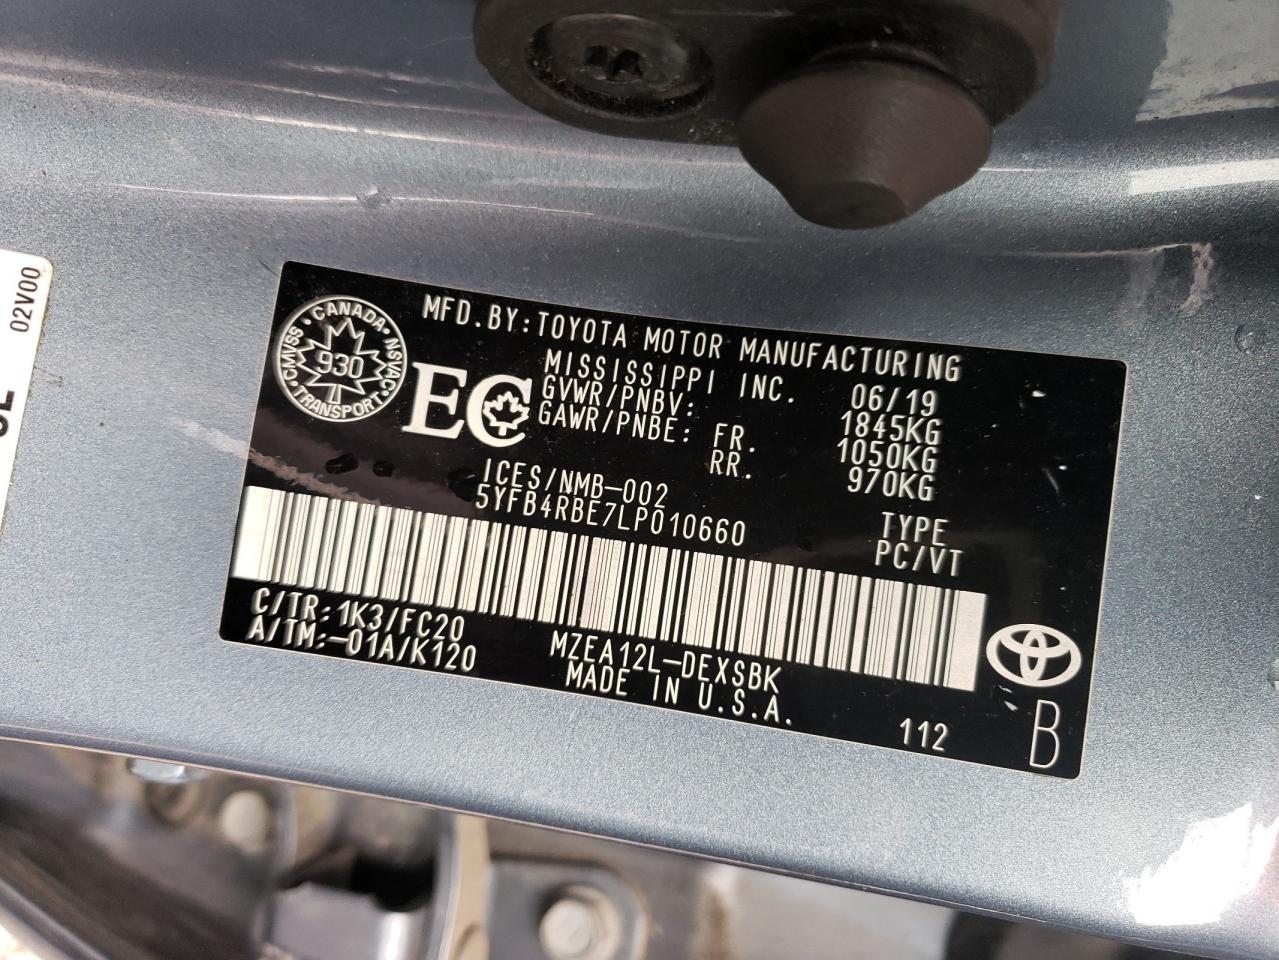 02V00
CANADA · NSVAC · TRANSPORT · CMVSS ·
930
EC
MFD.BY:TOYOTA MOTOR MANUFACTURING
MISSISSIPPI INC. 06/19
GVWR/PNBV: 1845KG
GAWR/PNBE: FR. 1050KG
RR. 970KG
ICES/NMB-002
5YFB4RBE7LP010660
TYPE
PC/VT
C/TR:1K3/FC20
A/TM:-01A/K120
MZEA12L-DEXSBK
MADE IN U.S.A.
112
B